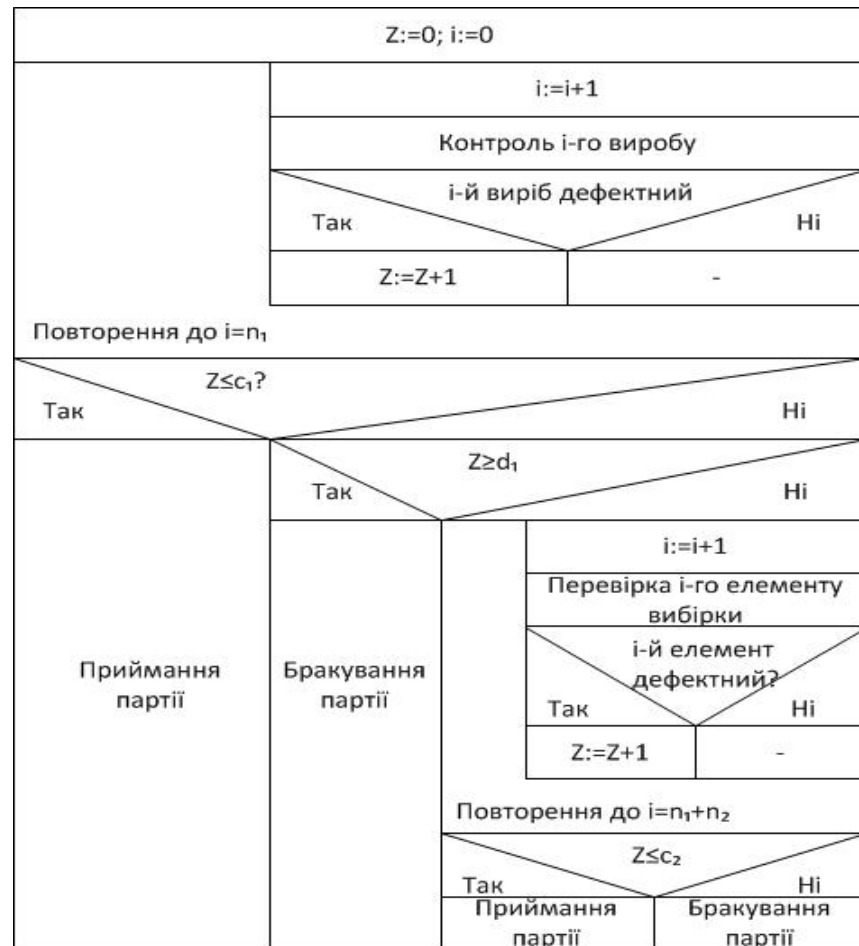 Z:=0; i:=0
i:=i+1
Контроль і-го виробу
і-й виріб дефектний
Так
Ні
Z:=Z+1
-
Повторення до i=n₁
Z≤c₁?
Так
Ні
Z≥d₁
Так
Ні
i:=i+1
Перевірка і-го елементу
вибірки
і-й елемент
дефектний?
Так
Ні
Z:=Z+1
-
Приймання
партії
Бракування
партії
Повторення до i=n₁+n₂
Z≤c₂
Так
Ні
Приймання
партії
Бракування
партії